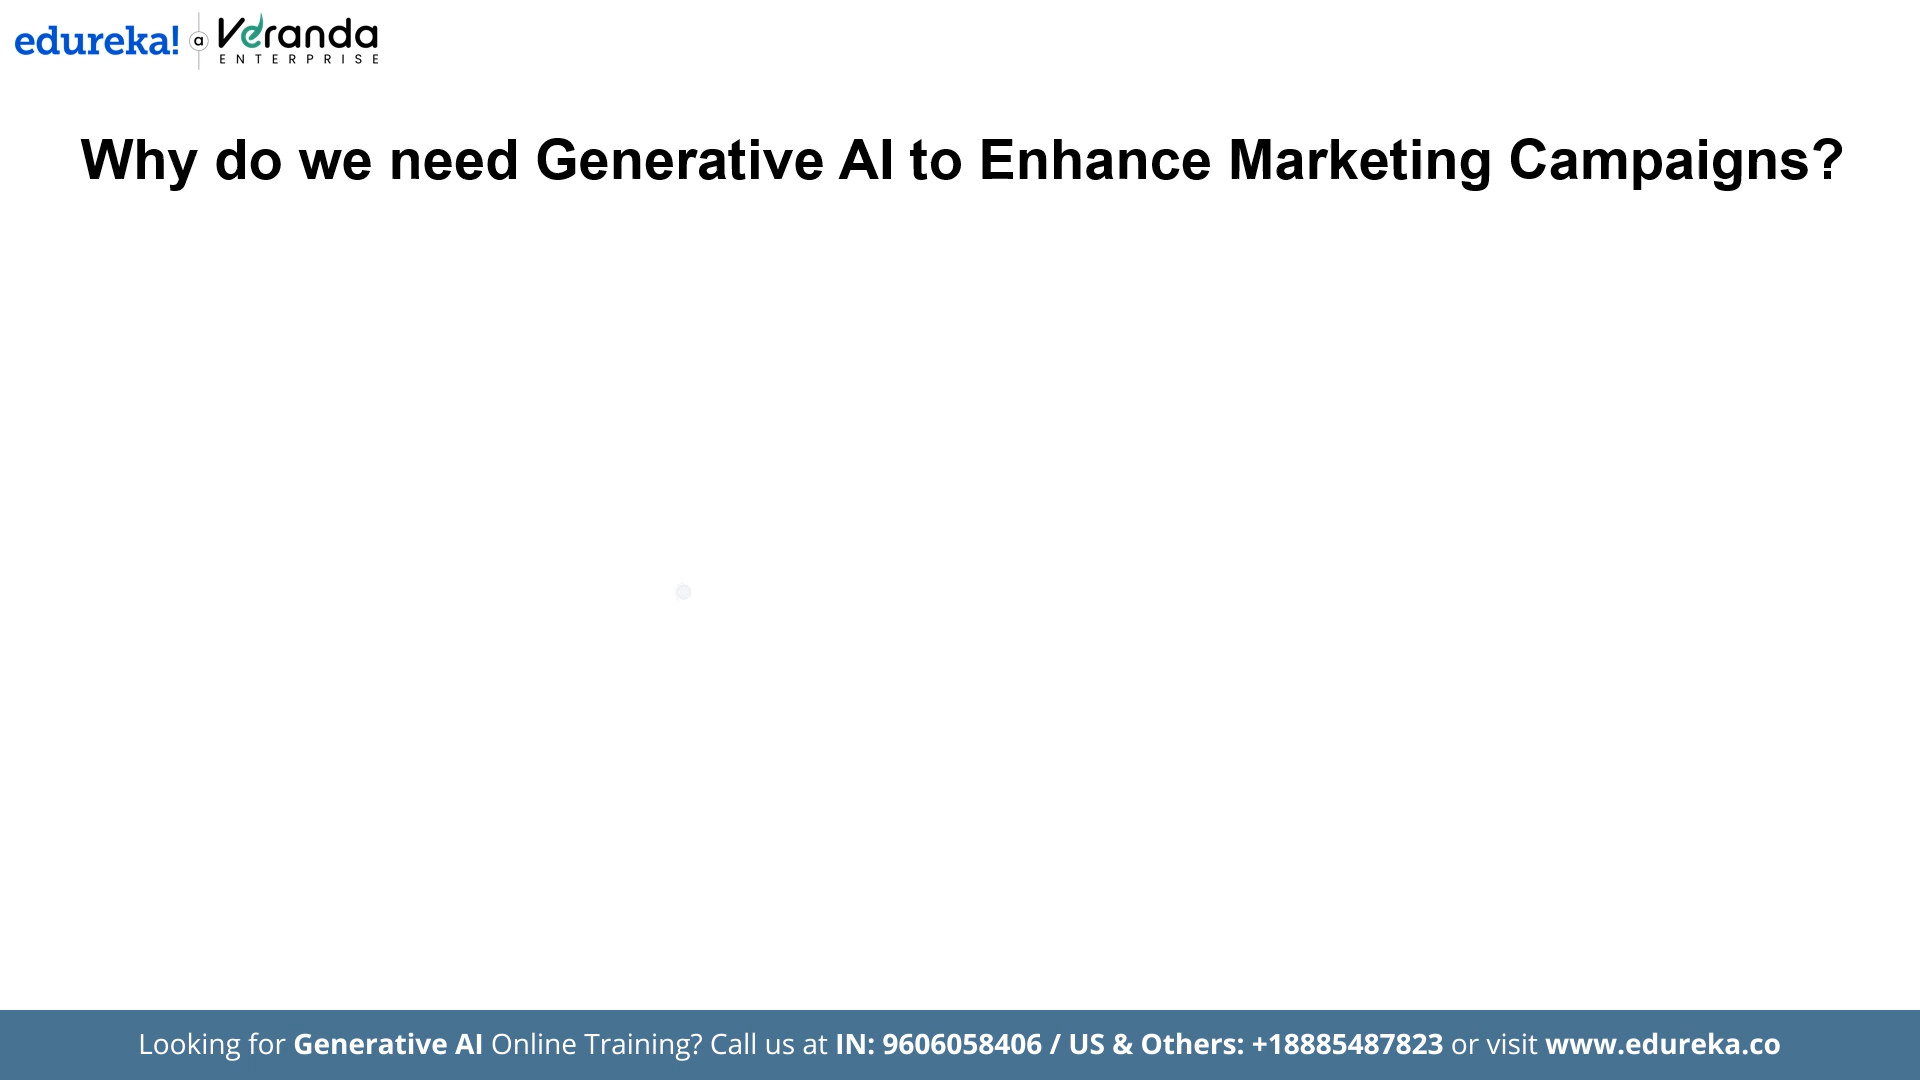 edureka! a Veranda
ENTERPRISE
Why do we need Generative AI to Enhance Marketing Campaigns?
Looking for Generative AI Online Training? Call us at IN: 9606058406 / US & Others: +18885487823 or visit www.edureka.co